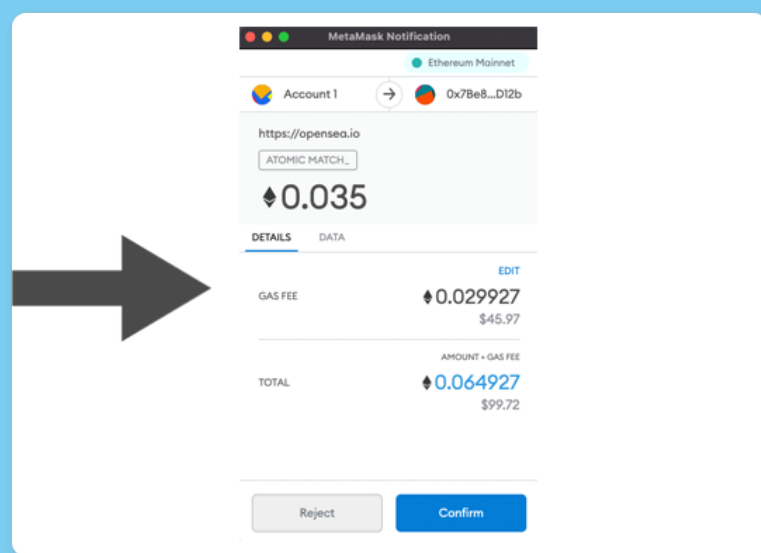 MetaMask Notification
Ethereum Mainnet
Account 1
0x7Be8...D12b
https://opensea.io
ATOMIC MATCH_
0.035
DETAILS DATA
EDIT
GAS FEE
0.029927
$45.97
AMOUNT + GAS FEE
TOTAL
0.064927
$99.72
Reject
Confirm